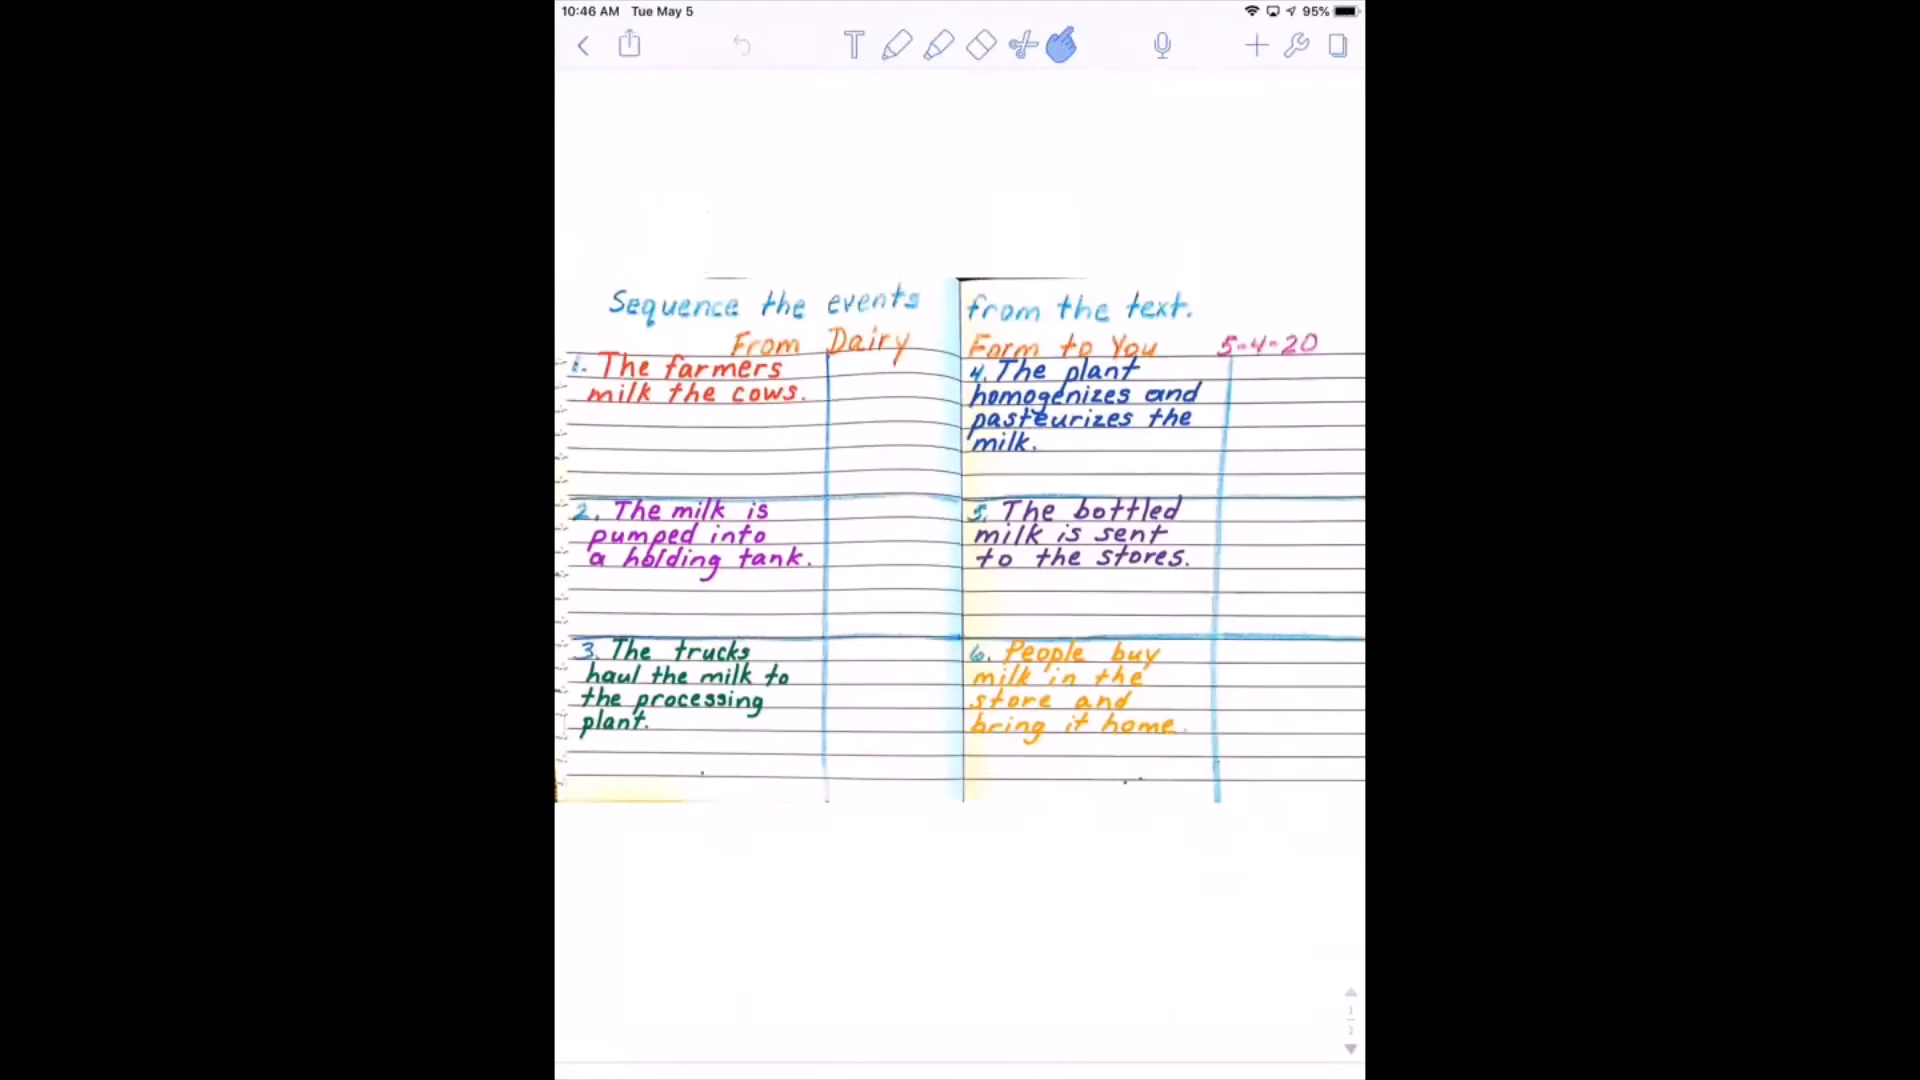 10:46 AM Tue May 5
95%
Sequence the events from the text.
From Dairy Farm to You 5-4-20
1. The farmers
milk the cows.
2. The milk is
pumped into
a holding tank.
3. The trucks
haul the milk to
the processing
plant.
4. The plant
homogenizes and
pasteurizes the
milk.
5. The bottled
milk is sent
to the stores.
6. People buy
milk in the
store and
bring it home.
1
2